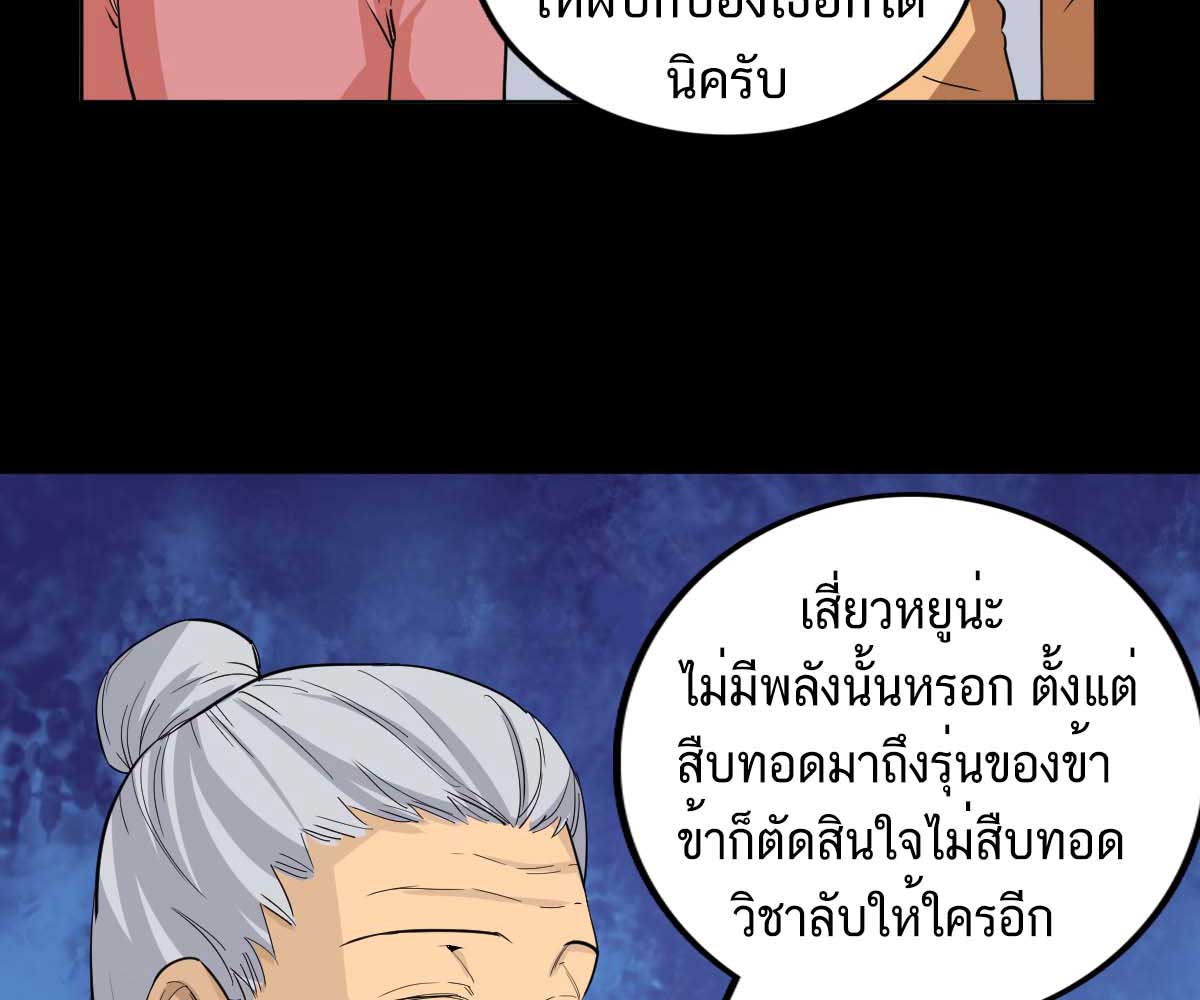 นิครับ
เสี่ยวหยูน่ะ
ไม่มีพลังนั้นหรอก ตั้งแต่
สืบทอดมาถึงรุ่นของข้า
ข้าก็ตัดสินใจไม่สืบทอด
วิชาลับให้ใครอีก